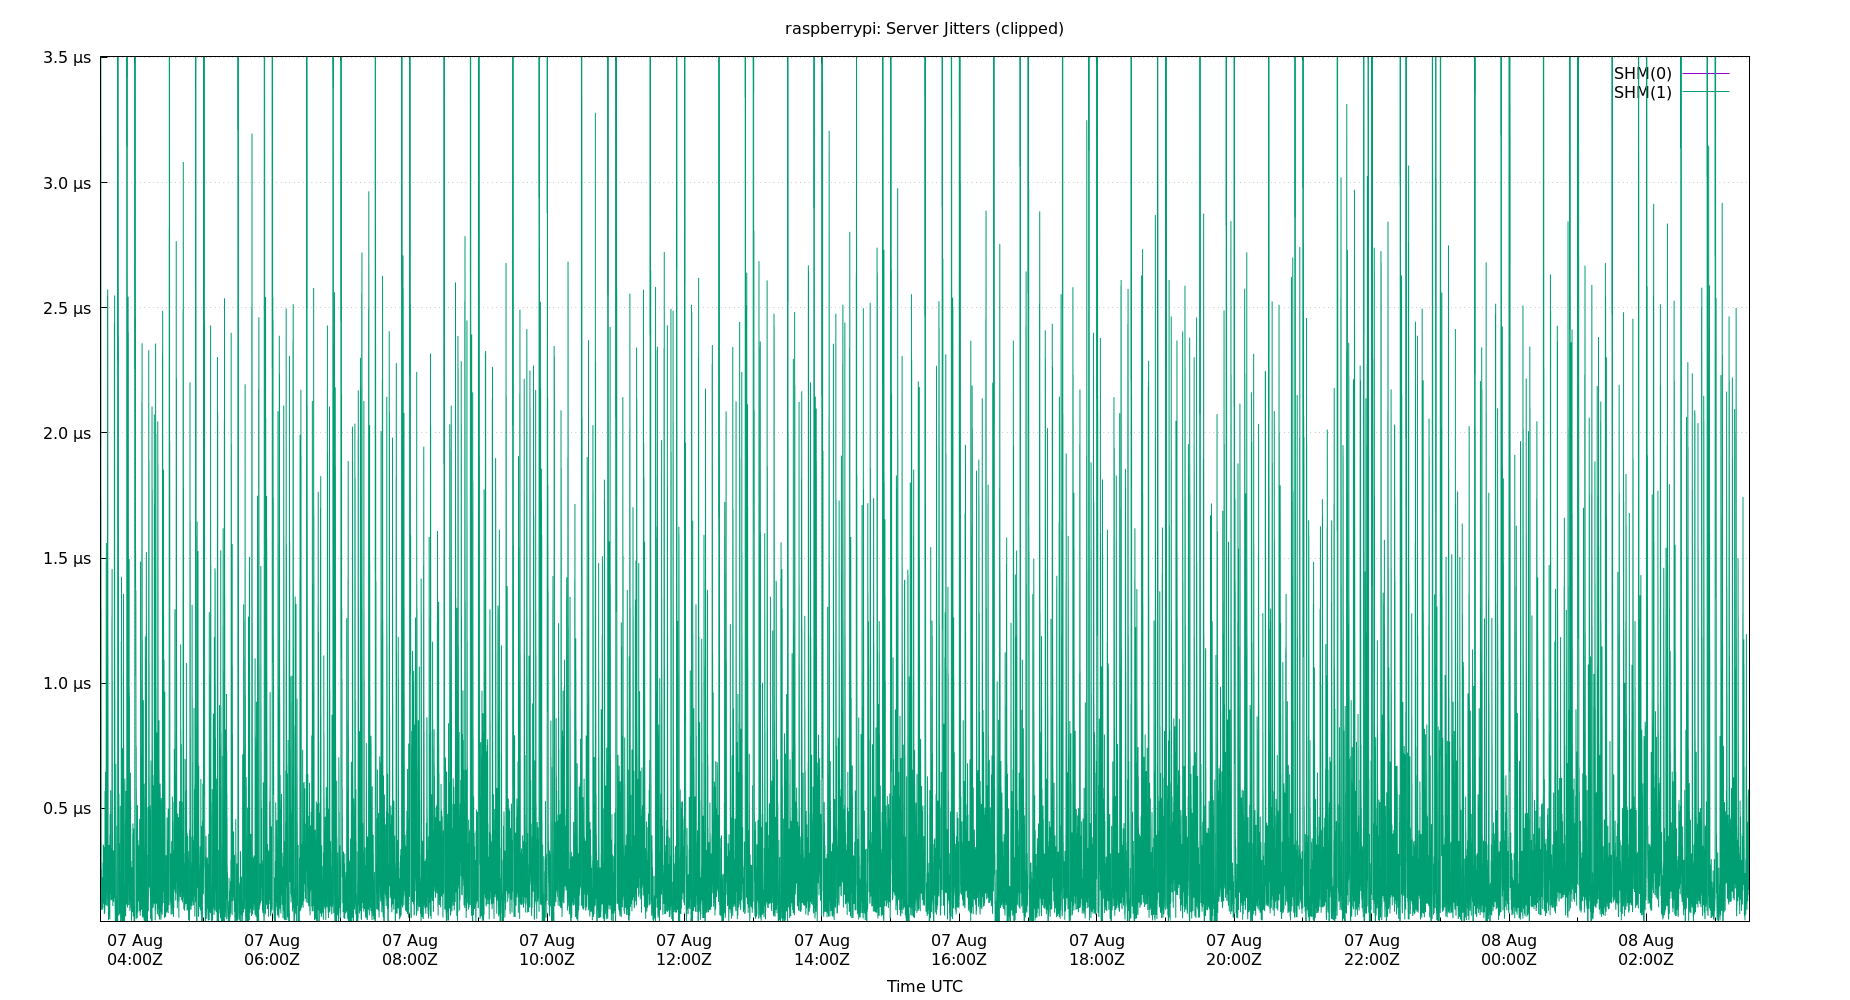 raspberrypi: Server Jitters (clipped)
3.5 µs
3.0 µs
2.5 µs
2.0 µs
1.5 µs
1.0 µs
0.5 µs
SHM(0)
SHM(1)
07 Aug 07 Aug 07 Aug 07 Aug 07 Aug 07 Aug 07 Aug 07 Aug 07 Aug 07 Aug 08 Aug 08 Aug
04:00Z 06:00Z 08:00Z 10:00Z 12:00Z 14:00Z 16:00Z 18:00Z 20:00Z 22:00Z 00:00Z 02:00Z
Time UTC